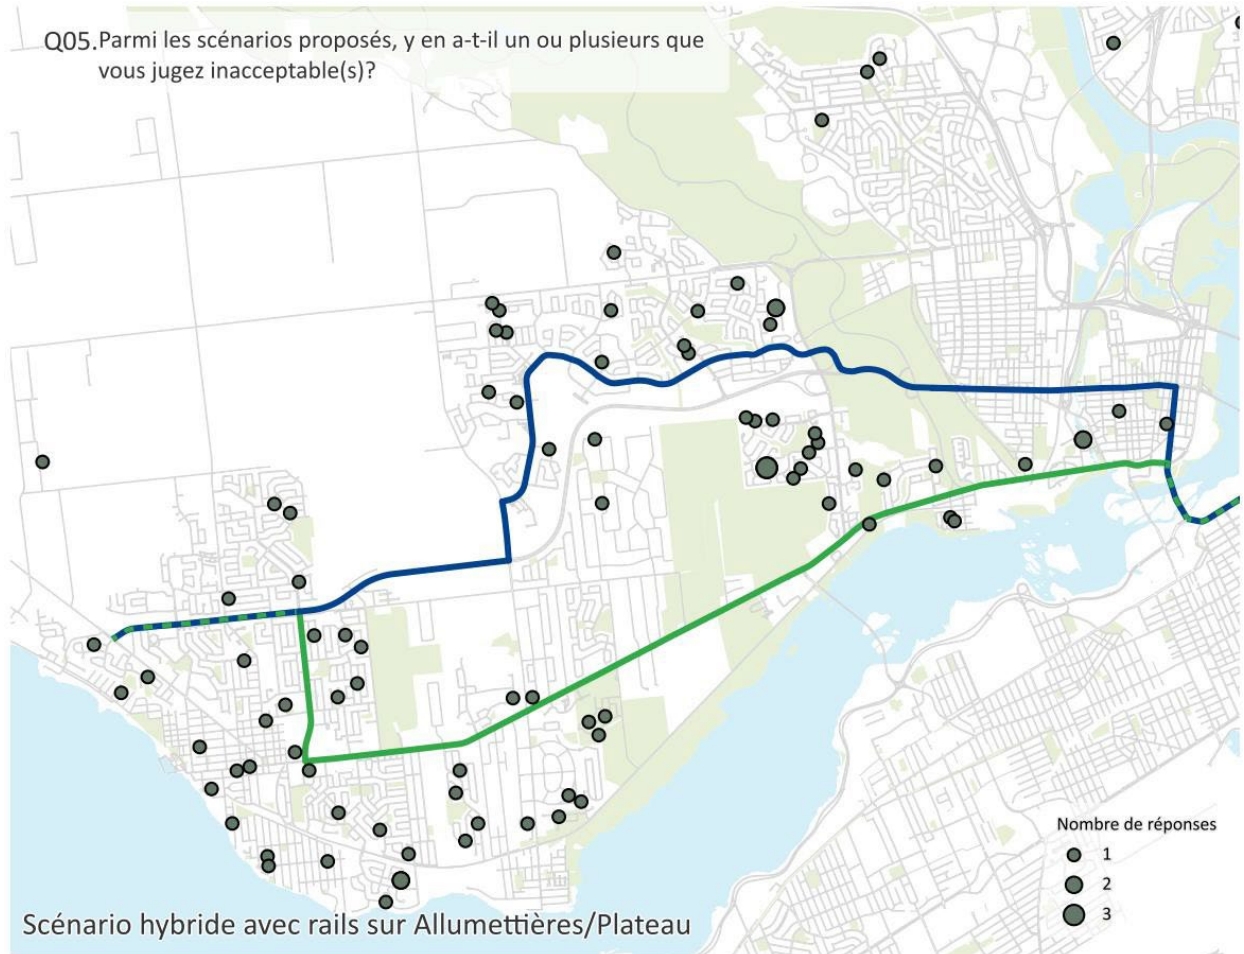 Q05.Parmi les scénarios proposés, y en a-t-il un ou plusieurs que
vous jugez inacceptable(s)?
Nombre de réponses
1
2
3
Scénario hybride avec rails sur Allumettières/Plateau